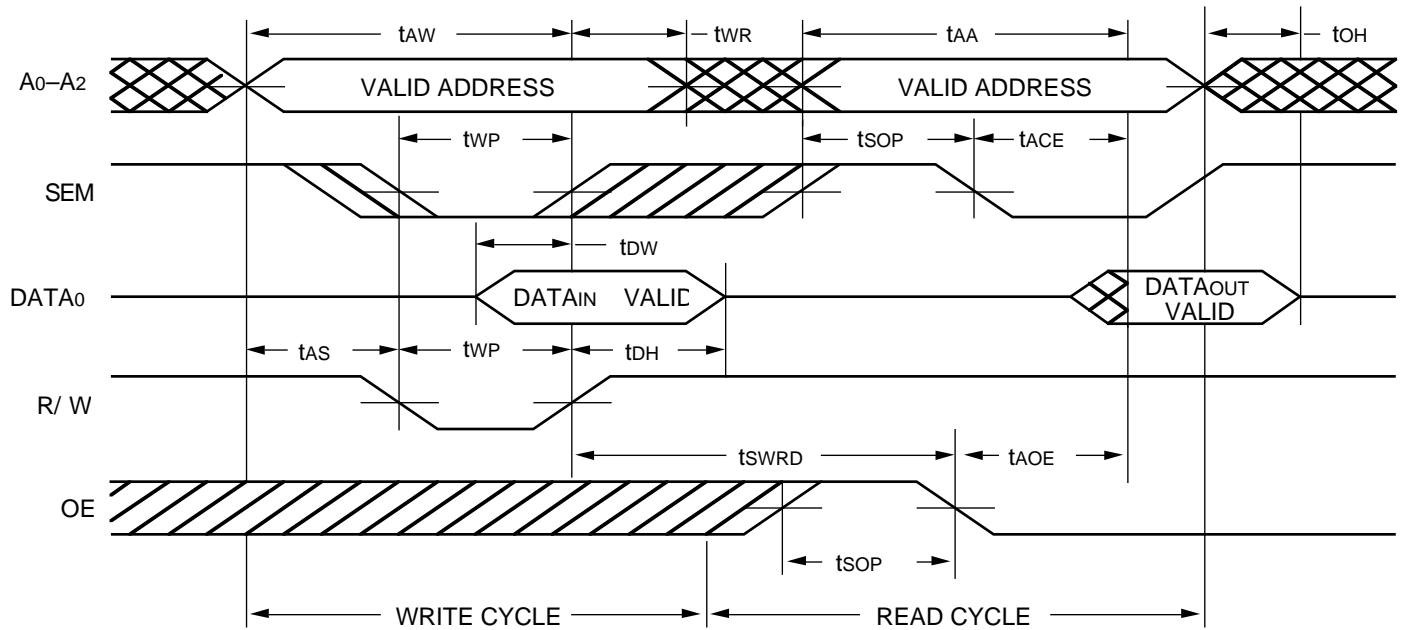 tAW
tWR
tAA
tOH
A0–A2
VALID ADDRESS
VALID ADDRESS
tWP
tSOP
tACE
SEM
tDW
DATA0
DATAIN VALID
DATAOUT
VALID
tAS
tWP
tDH
R/ W
tSWRD
tAOE
OE
tSOP
WRITE CYCLE
READ CYCLE